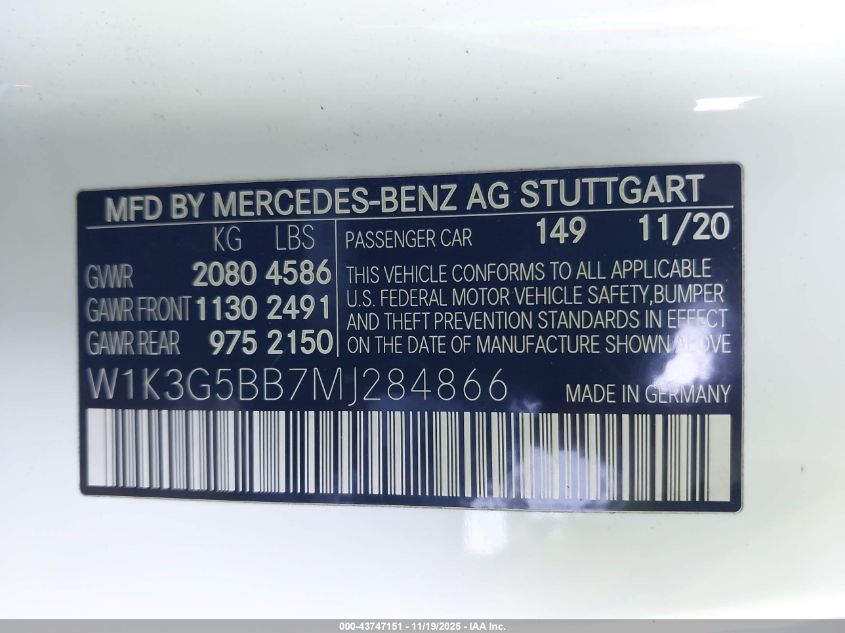 MFD BY MERCEDES-BENZ AG STUTTGART
KG LBS
GVWR 2080 4586
GAWR FRONT 1130 2491
GAWR REAR 975 2150
PASSENGER CAR 149 11/20
THIS VEHICLE CONFORMS TO ALL APPLICABLE
U.S. FEDERAL MOTOR VEHICLE SAFETY,BUMPER
AND THEFT PREVENTION STANDARDS IN EFFECT
ON THE DATE OF MANUFACTURE SHOWN ABOVE
W1K3G5BB7MJ284866
MADE IN GERMANY
000-43747151 - 11/19/2025 - IAA Inc.